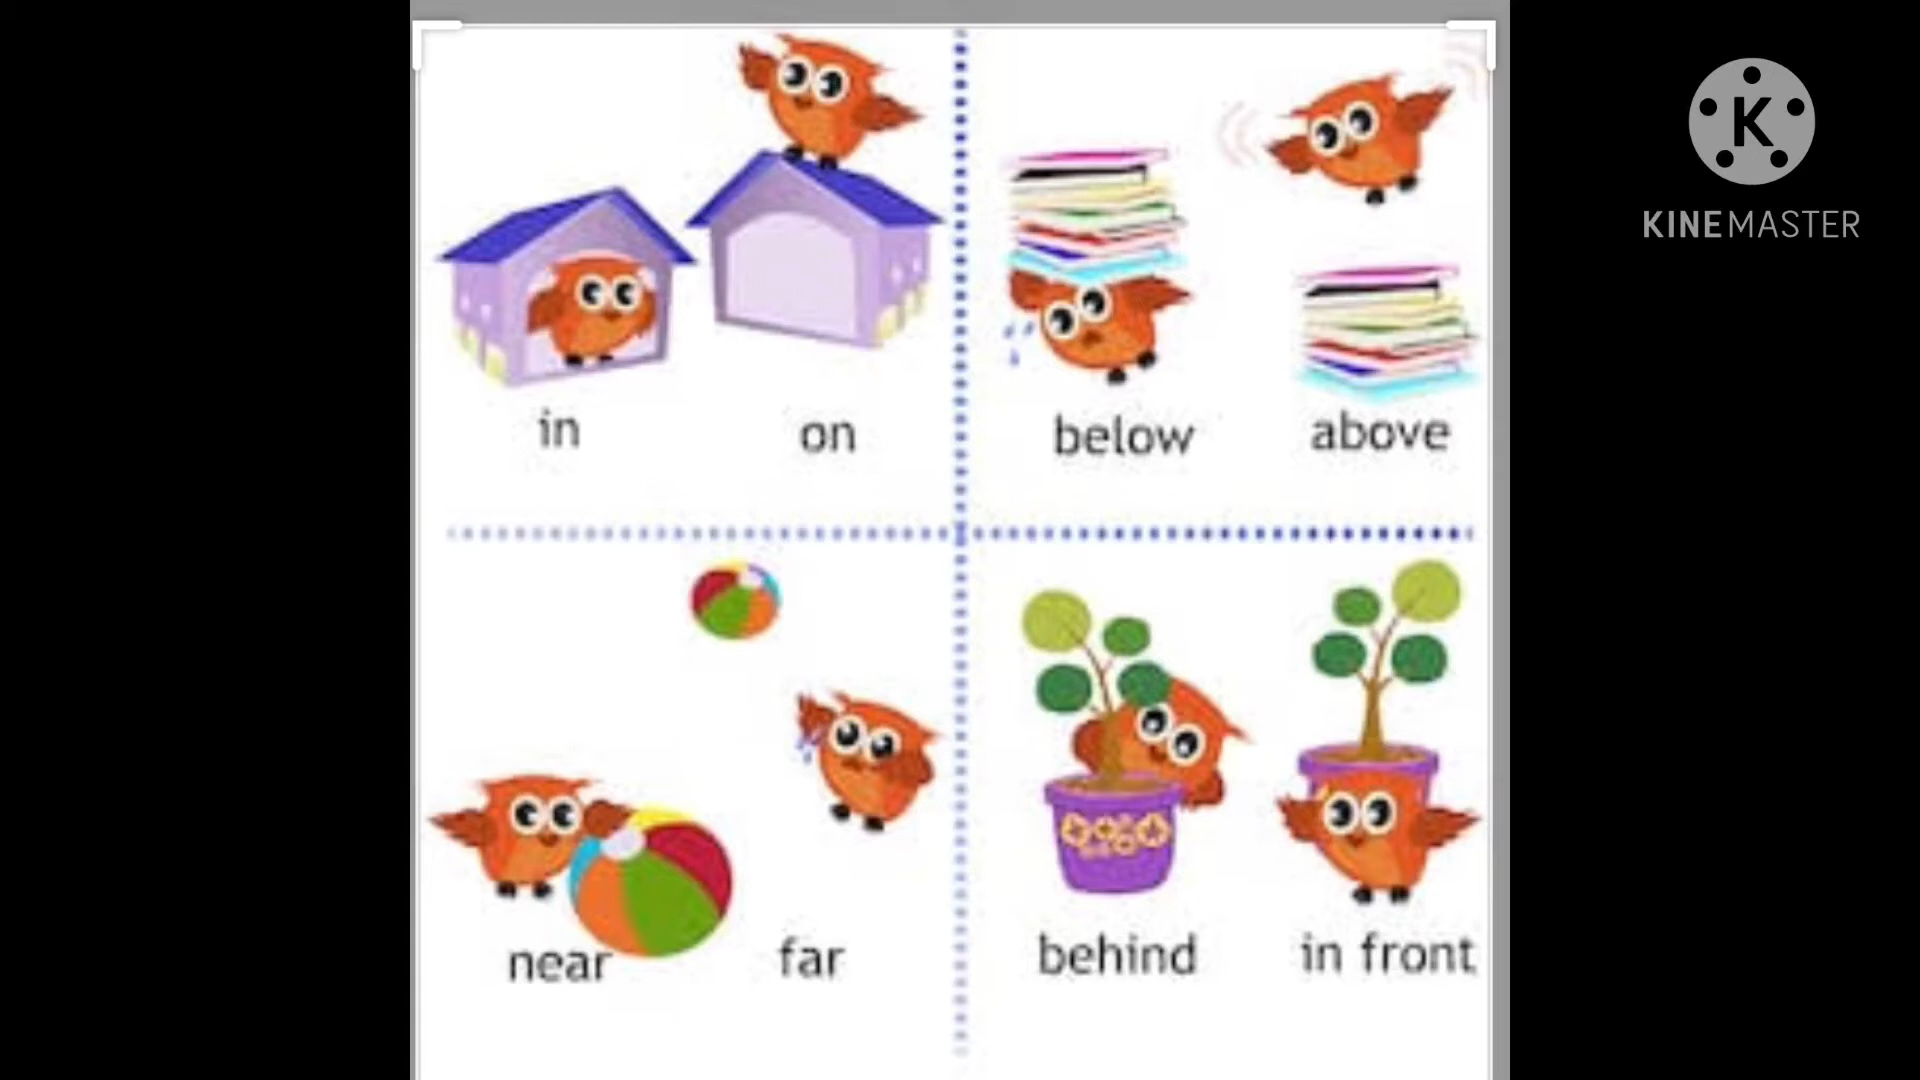 in on
below above
near far
behind in front
K
KINEMASTER